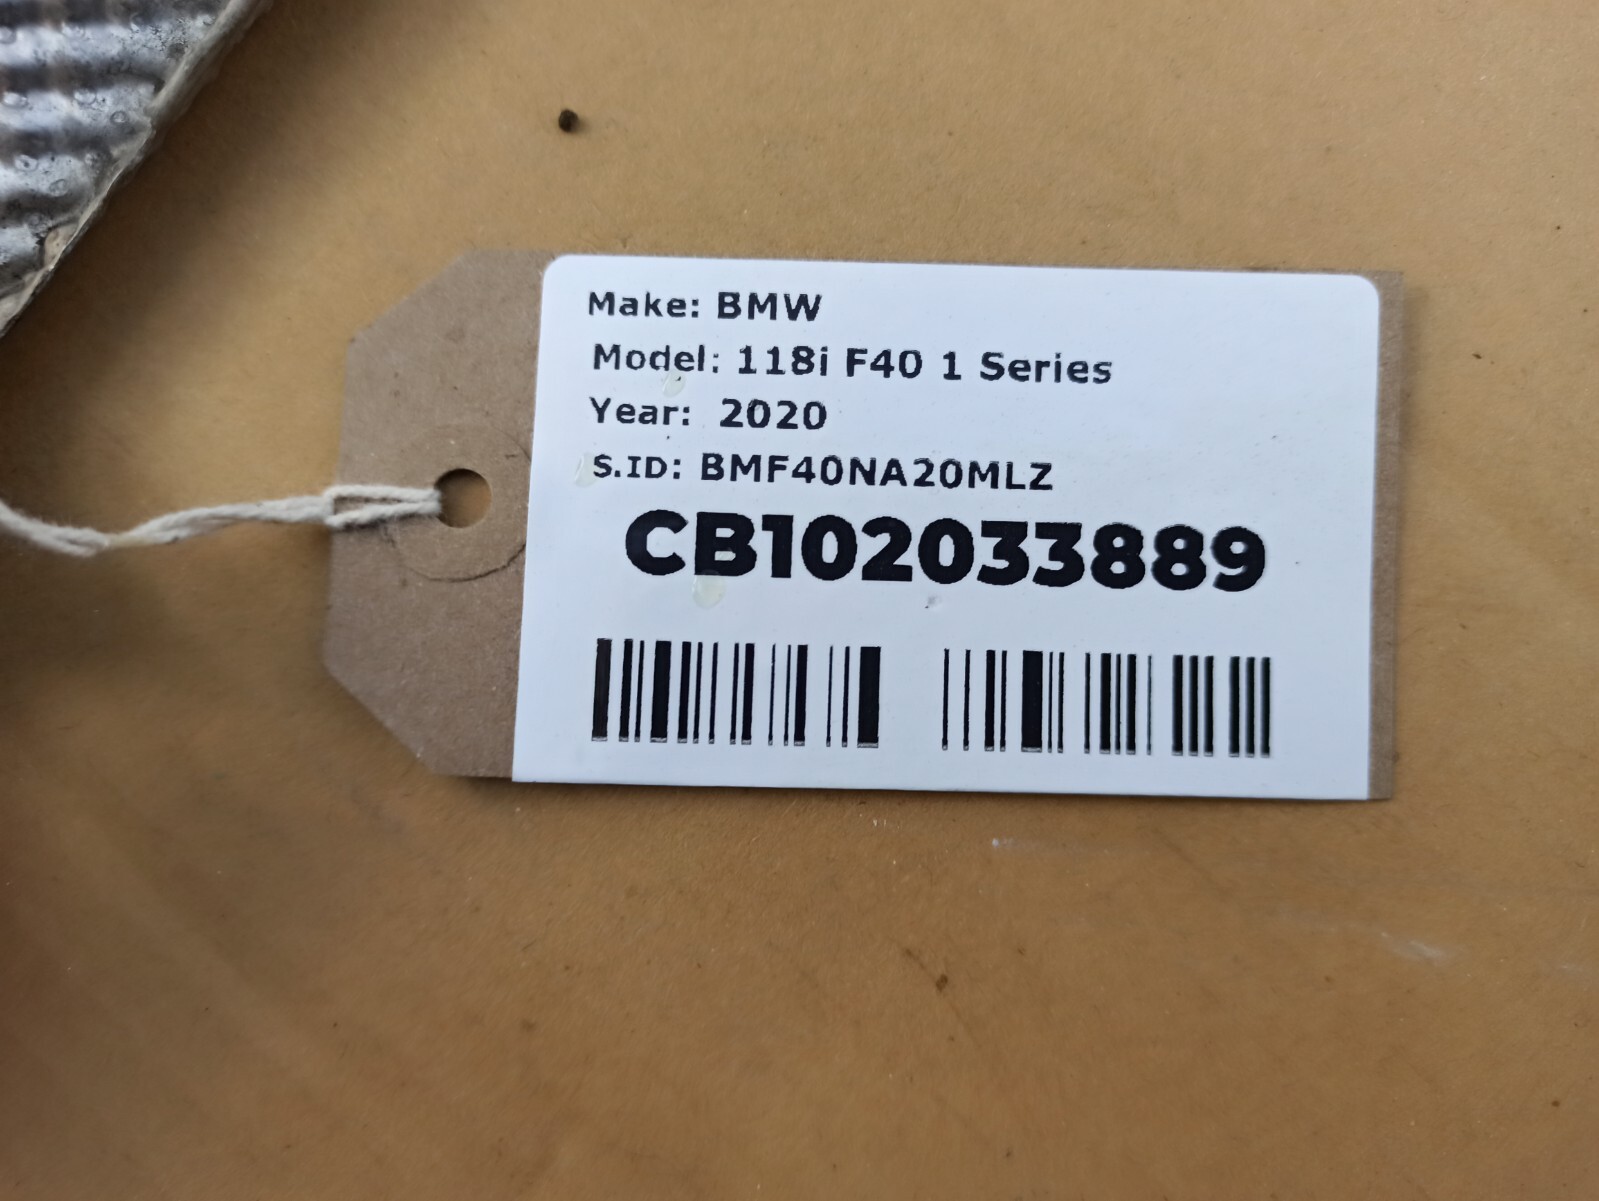 Make: BMW
Model: 118i F40 1 Series
Year: 2020
S.ID: BMF40NA20MLZ
CB102033889